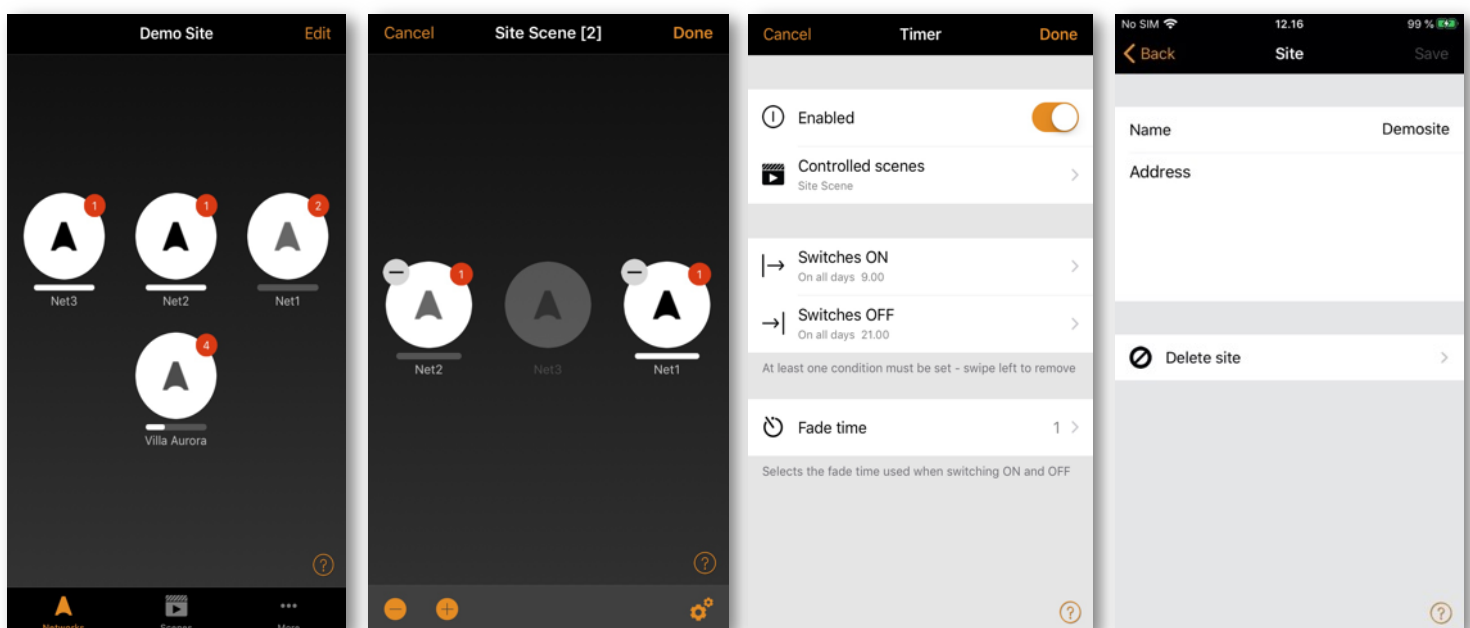 Demo Site
Edit
1
1
2
Net3
Net2
Net1
4
Villa Aurora
?
Networks
Scenes
More
Cancel
Site Scene [2]
Done
1
1
Net2
Net3
Net1
?
Cancel
Timer
Done
Enabled
Controlled scenes
Site Scene
Switches ON
On all days 9.00
Switches OFF
On all days 21.00
At least one condition must be set - swipe left to remove
Fade time
1
Selects the fade time used when switching ON and OFF
?
No SIM
12.16
99 %
Back
Site
Save
Name
Demosite
Address
Delete site
?